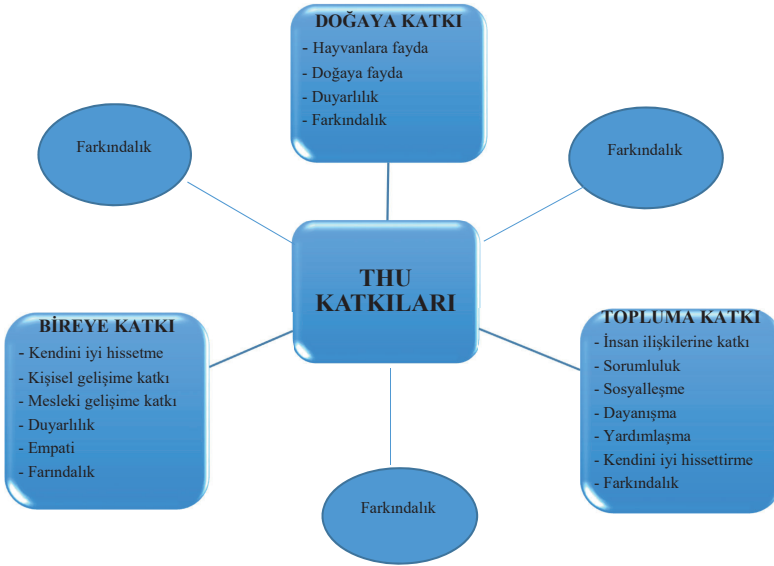 DOĞAYA KATKI
- Hayvanlara fayda
- Doğaya fayda
- Duyarlılık
- Farkındalık
Farkındalık
Farkındalık
THU
KATKILARI
BİREYE KATKI
- Kendini iyi hissetme
- Kişisel gelişime katkı
- Mesleki gelişime katkı
- Duyarlılık
- Empati
- Farındalık
TOPLUMA KATKI
- İnsan ilişkilerine katkı
- Sorumluluk
- Sosyalleşme
- Dayanışma
- Yardımlaşma
- Kendini iyi hissettirme
- Farkındalık
Farkındalık